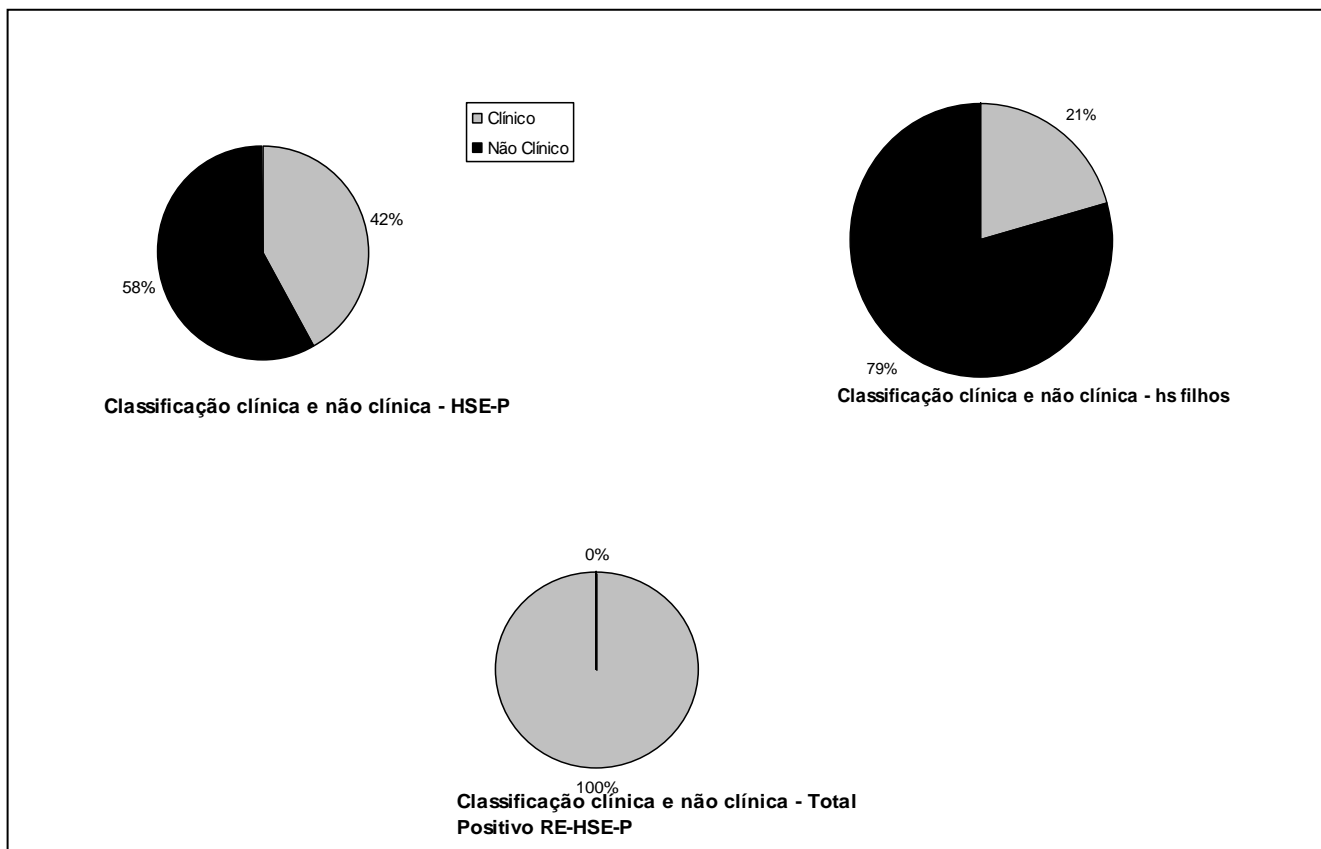 Clínico
Não Clínico
42%
58%
Classificação clínica e não clínica - HSE-P
21%
79%
Classificação clínica e não clínica - hs filhos
0%
100%
Classificação clínica e não clínica - Total
Positivo RE-HSE-P